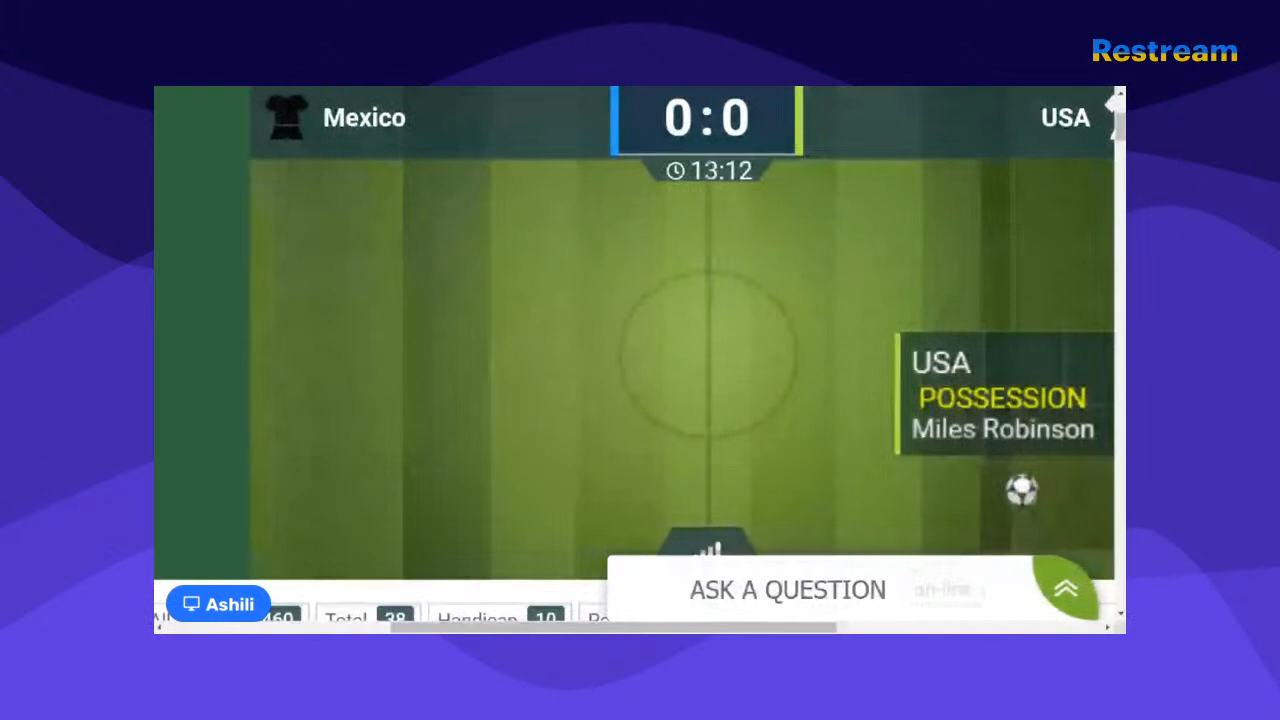 Restream
Mexico
0:0
USA
13:12
USA
POSSESSION
Miles Robinson
ASK A QUESTION
Ashili
Total 38
Handicap 10